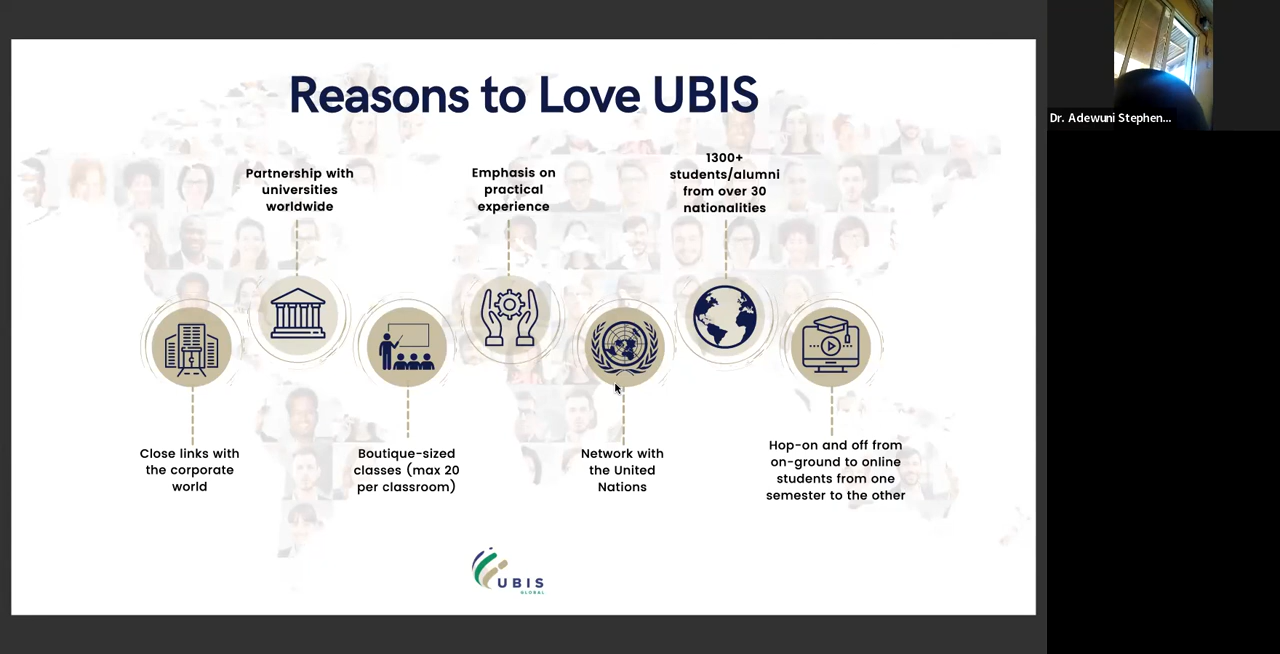 Reasons to Love UBIS
Partnership with
universities
worldwide
Emphasis on
practical
experience
1300+
students/alumni
from over 30
nationalities
Close links with
the corporate
world
Boutique-sized
classes (max 20
per classroom)
Network with
the United
Nations
Hop-on and off from
on-ground to online
students from one
semester to the other
UBIS
GLOBAL
Dr. Adewuni Stephen...